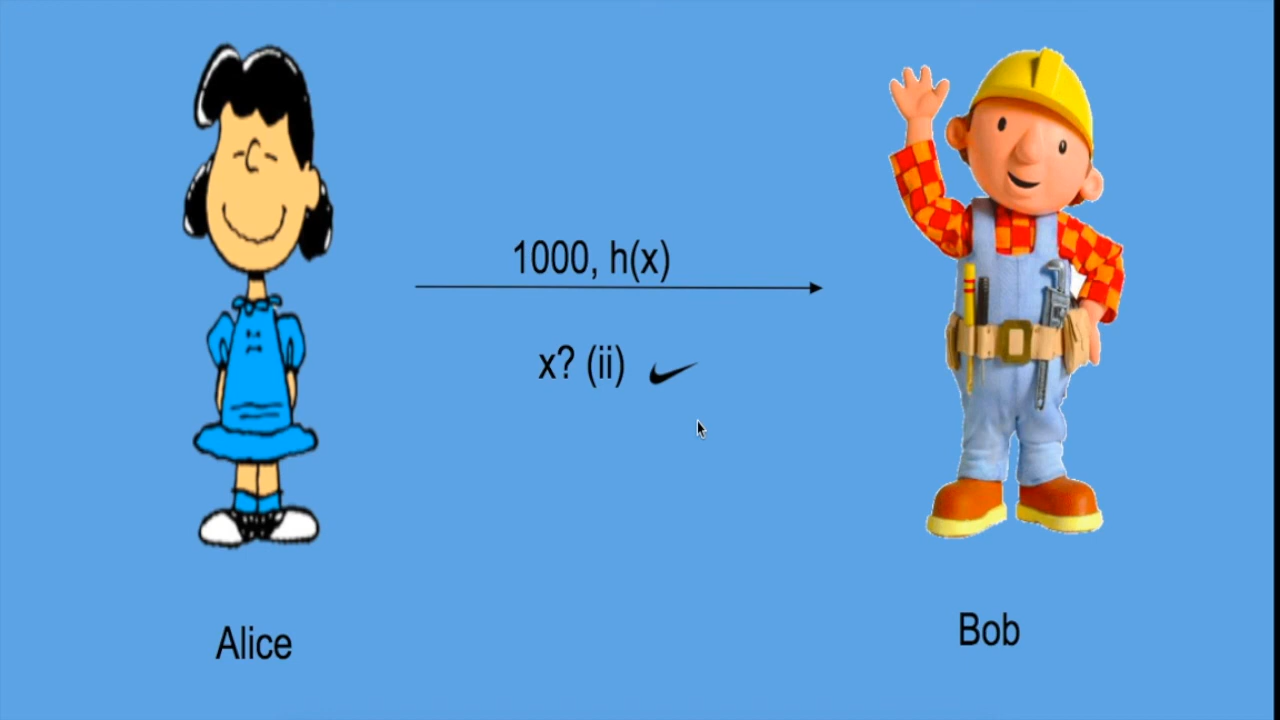 1000, h(x)
x? (ii)
Alice
Bob